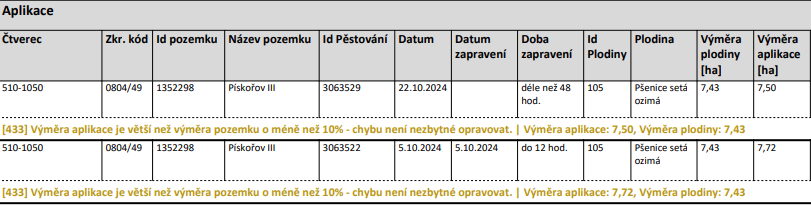 Aplikace
Čtverec Zkr. kód Id pozemku Název pozemku Id Pěstování Datum Datum zapravení Doba zapravení Id Plodiny Plodina Výměra plodiny [ha] Výměra aplikace [ha]
510-1050 0804/49 1352298 Pískořov III 3063529 22.10.2024 déle než 48 hod. 105 Pšenice setá ozimá 7,43 7,50
[433] Výměra aplikace je větší než výměra pozemku o méně než 10% - chybu není nezbytné opravovat. | Výměra aplikace: 7,50, Výměra plodiny: 7,43
510-1050 0804/49 1352298 Pískořov III 3063522 5.10.2024 5.10.2024 do 12 hod. 105 Pšenice setá ozimá 7,43 7,72
[433] Výměra aplikace je větší než výměra pozemku o méně než 10% - chybu není nezbytné opravovat. | Výměra aplikace: 7,72, Výměra plodiny: 7,43